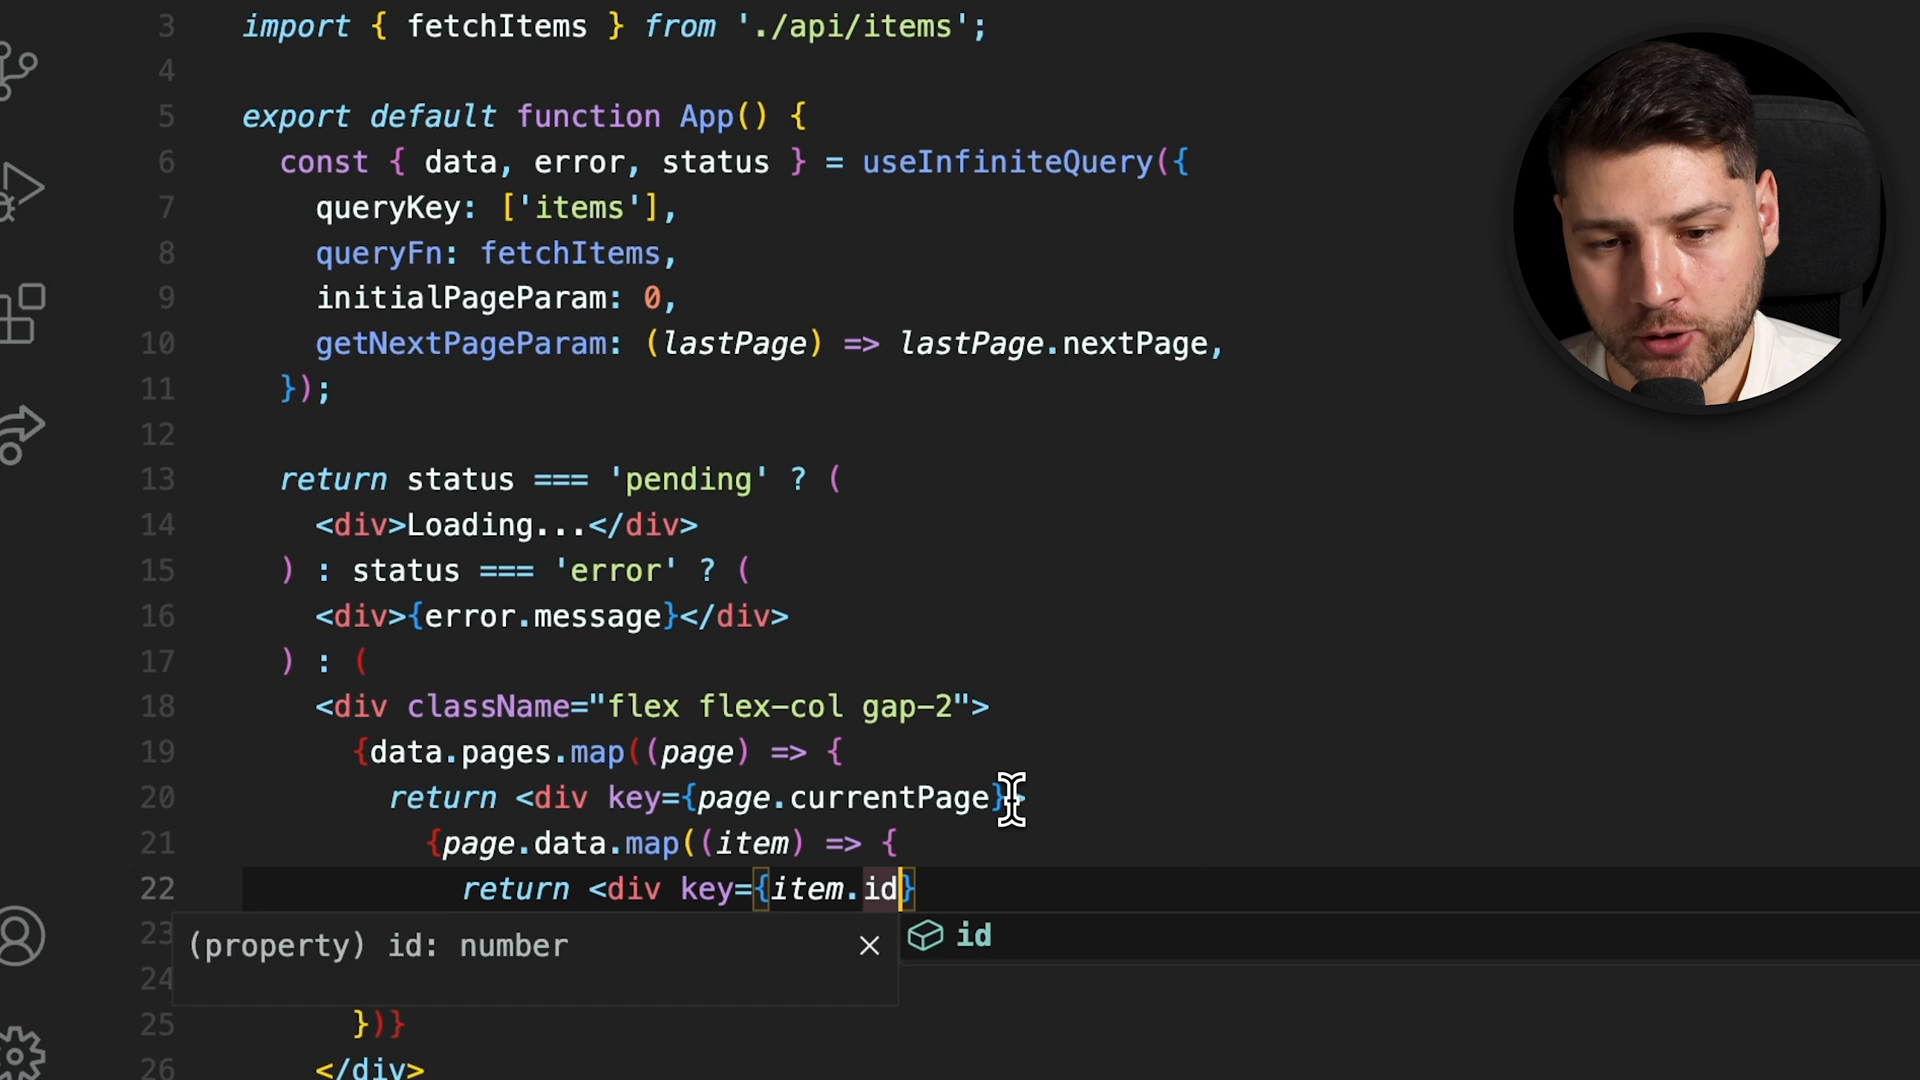 3 import { fetchItems } from './api/items';
4
5 export default function App() {
6 const { data, error, status } = useInfiniteQuery({
7 queryKey: ['items'],
8 queryFn: fetchItems,
9 initialPageParam: 0,
10 getNextPageParam: (lastPage) => lastPage.nextPage,
11 });
12
13 return status === 'pending' ? (
14 <div>Loading...</div>
15 ) : status === 'error' ? (
16 <div>{error.message}</div>
17 ) : (
18 <div className="flex flex-col gap-2">
19 {data.pages.map((page) => {
20 return <div key={page.currentPage}>
21 {page.data.map((item) => {
22 return <div key={item.id}
23 (property) id: number × id
24
25 })}
26 </div>